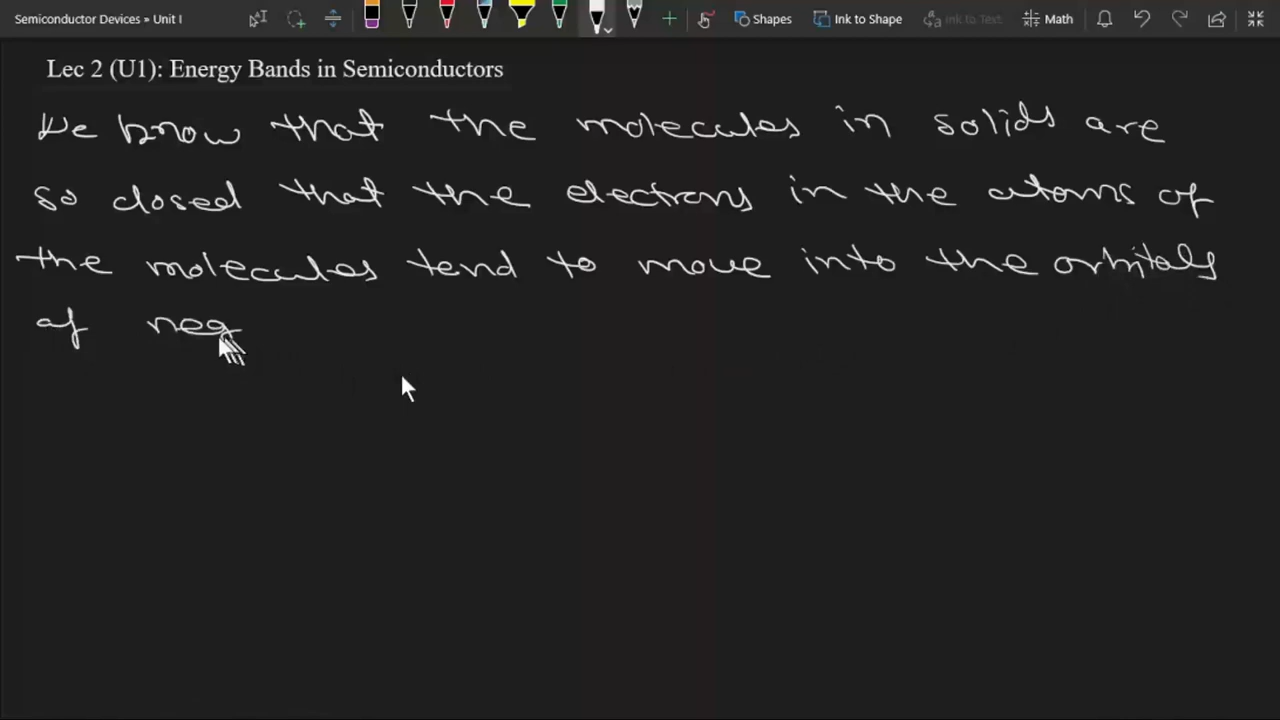 Semiconductor Devices » Unit I
Shapes
Ink to Shape
Ink to Text
Math
Lec 2 (U1): Energy Bands in Semiconductors
We know that the molecules in solids are
so closed that the electrons in the atoms of
the molecules tend to move into the orbitals
of neg